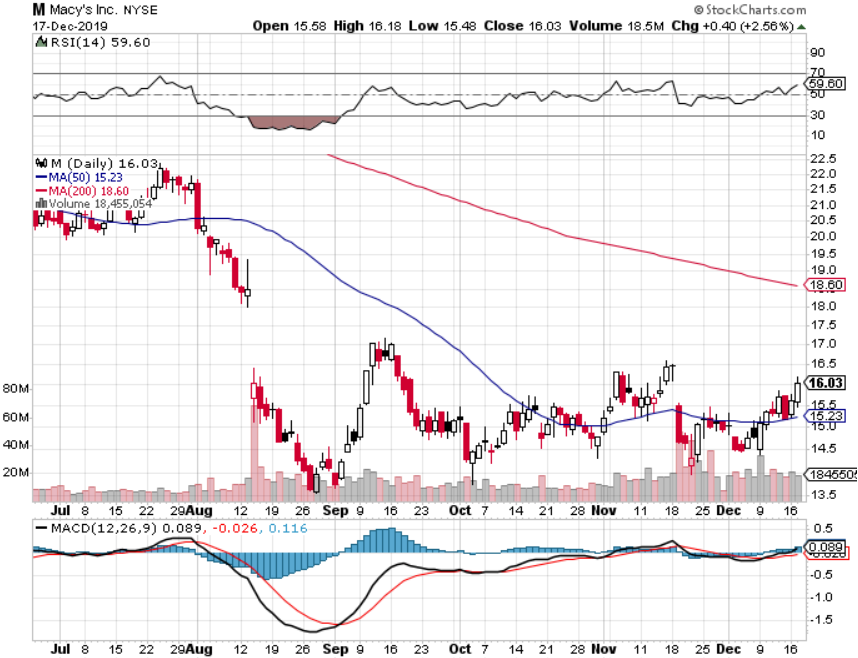 M Macy's Inc. NYSE © StockCharts.com
17-Dec-2019 Open 15.58 High 16.18 Low 15.48 Close 16.03 Volume 18.5M Chg +0.40 (+2.56%)
RSI(14) 59.60
90
70
59.60
50
30
10
M (Daily) 16.03
MA(50) 15.23
MA(200) 18.60
Volume 18,455,054
22.5
22.0
21.5
21.0
20.5
20.0
19.5
19.0
18.60
18.0
17.5
17.0
16.5
16.03
15.5
15.23
15.0
14.5
1845505
13.5
80M
60M
40M
20M
Jul 8 15 22 29 Aug 12 19 26 Sep 9 16 23 Oct 7 14 21 28 Nov 11 18 25 Dec 9 16
MACD(12,26,9) 0.089, -0.026, 0.116
0.5
0.089
-0.5
-1.0
-1.5
Jul 8 15 22 29 Aug 12 19 26 Sep 9 16 23 Oct 7 14 21 28 Nov 11 18 25 Dec 9 16